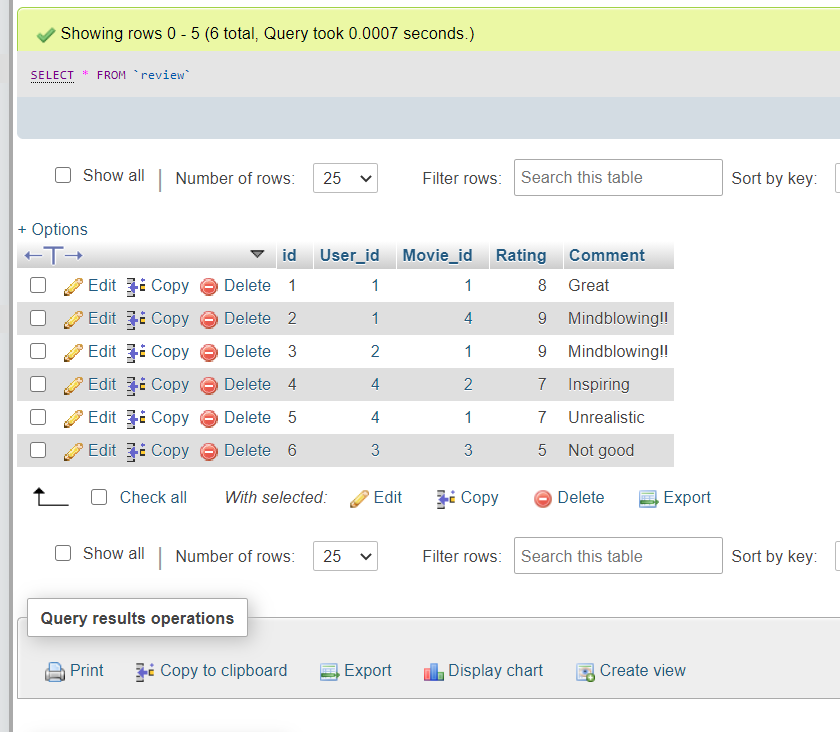 Showing rows 0 - 5 (6 total, Query took 0.0007 seconds.)
SELECT * FROM `review`
Show all | Number of rows: 25 Filter rows: Search this table Sort by key:
+ Options
←T→ id User_id Movie_id Rating Comment
Edit Copy Delete 1 1 1 8 Great
Edit Copy Delete 2 1 4 9 Mindblowing!!
Edit Copy Delete 3 2 1 9 Mindblowing!!
Edit Copy Delete 4 4 2 7 Inspiring
Edit Copy Delete 5 4 1 7 Unrealistic
Edit Copy Delete 6 3 3 5 Not good
Check all With selected: Edit Copy Delete Export
Show all | Number of rows: 25 Filter rows: Search this table Sort by key:
Query results operations
Print Copy to clipboard Export Display chart Create view